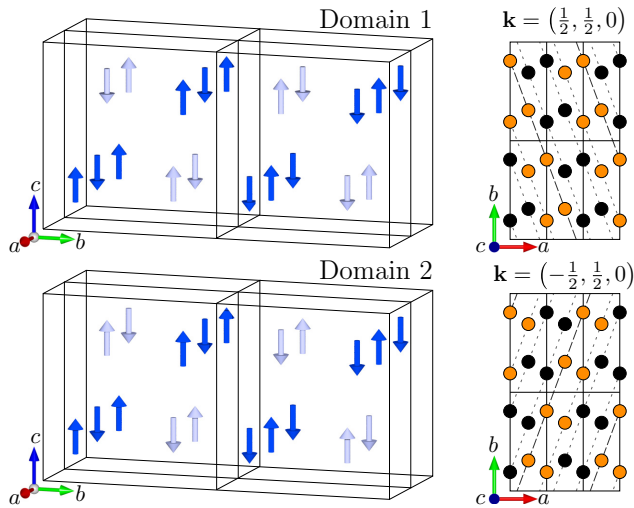 Domain 1
k = (1/2, 1/2, 0)
c
a
b
b
c
a
Domain 2
k = (−1/2, 1/2, 0)
c
a
b
b
c
a